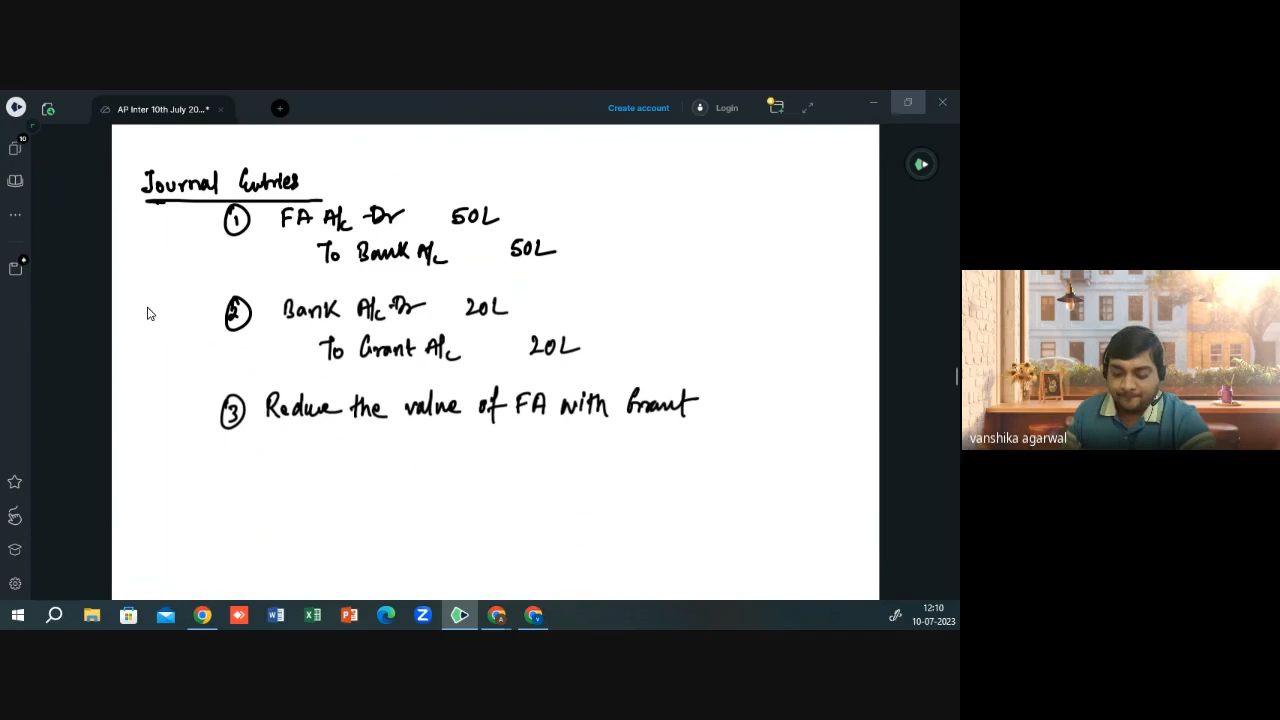 AP Inter 10th July 20...*
Create account
Login
10
Journal Entries
① FA A/c Dr 50L
To Bank A/c 50L
② Bank A/c Dr 20L
To Grant A/c 20L
③ Reduce the value of FA with Grant
vanshika agarwal
12:10
10-07-2023